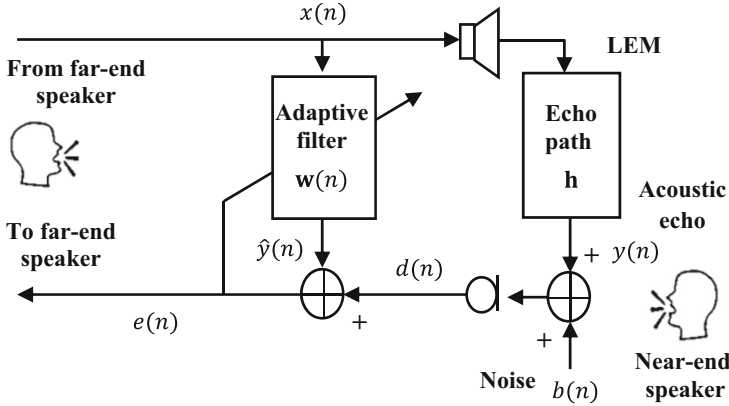 x(n)
From far-end
speaker
LEM
Adaptive
filter
w(n)
Echo
path
h
Acoustic
echo
To far-end
speaker
ŷ(n)
d(n)
+ y(n)
e(n)
+
+
Noise
b(n)
Near-end
speaker